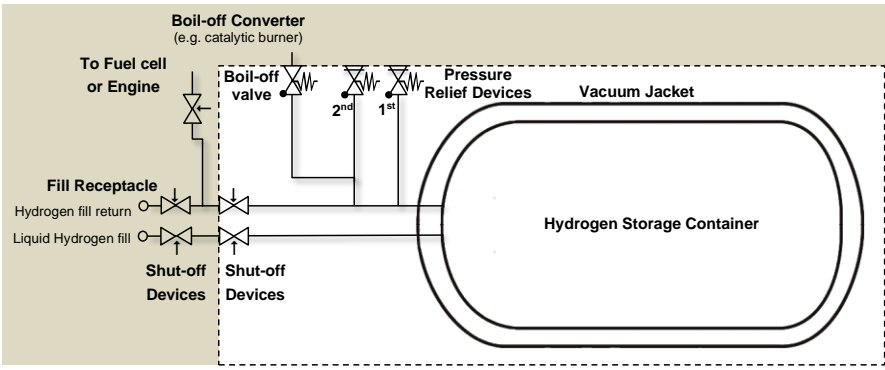 Boil-off Converter
(e.g. catalytic burner)
To Fuel cell
or Engine
Boil-off
valve
2nd
1st
Pressure
Relief Devices
Vacuum Jacket
Fill Receptacle
Hydrogen fill return
Liquid Hydrogen fill
Hydrogen Storage Container
Shut-off
Devices
Shut-off
Devices